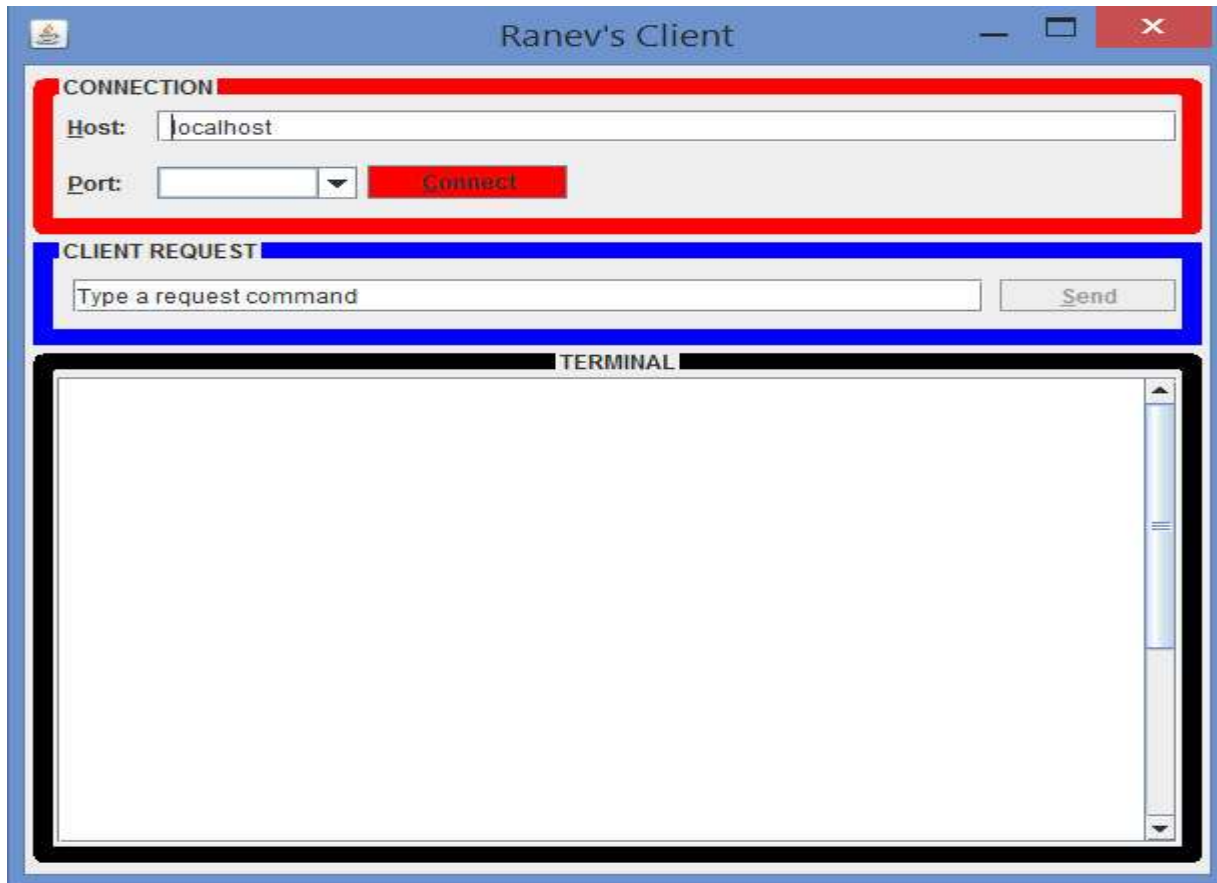 Ranev's Client
CONNECTION
Host: localhost
Port: Connect
CLIENT REQUEST
Type a request command Send
TERMINAL